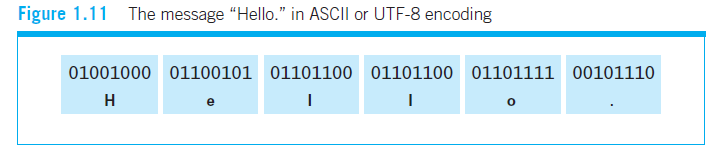 Figure 1.11 The message “Hello.” in ASCII or UTF-8 encoding
01001000 01100101 01101100 01101100 01101111 00101110
H e l l o .